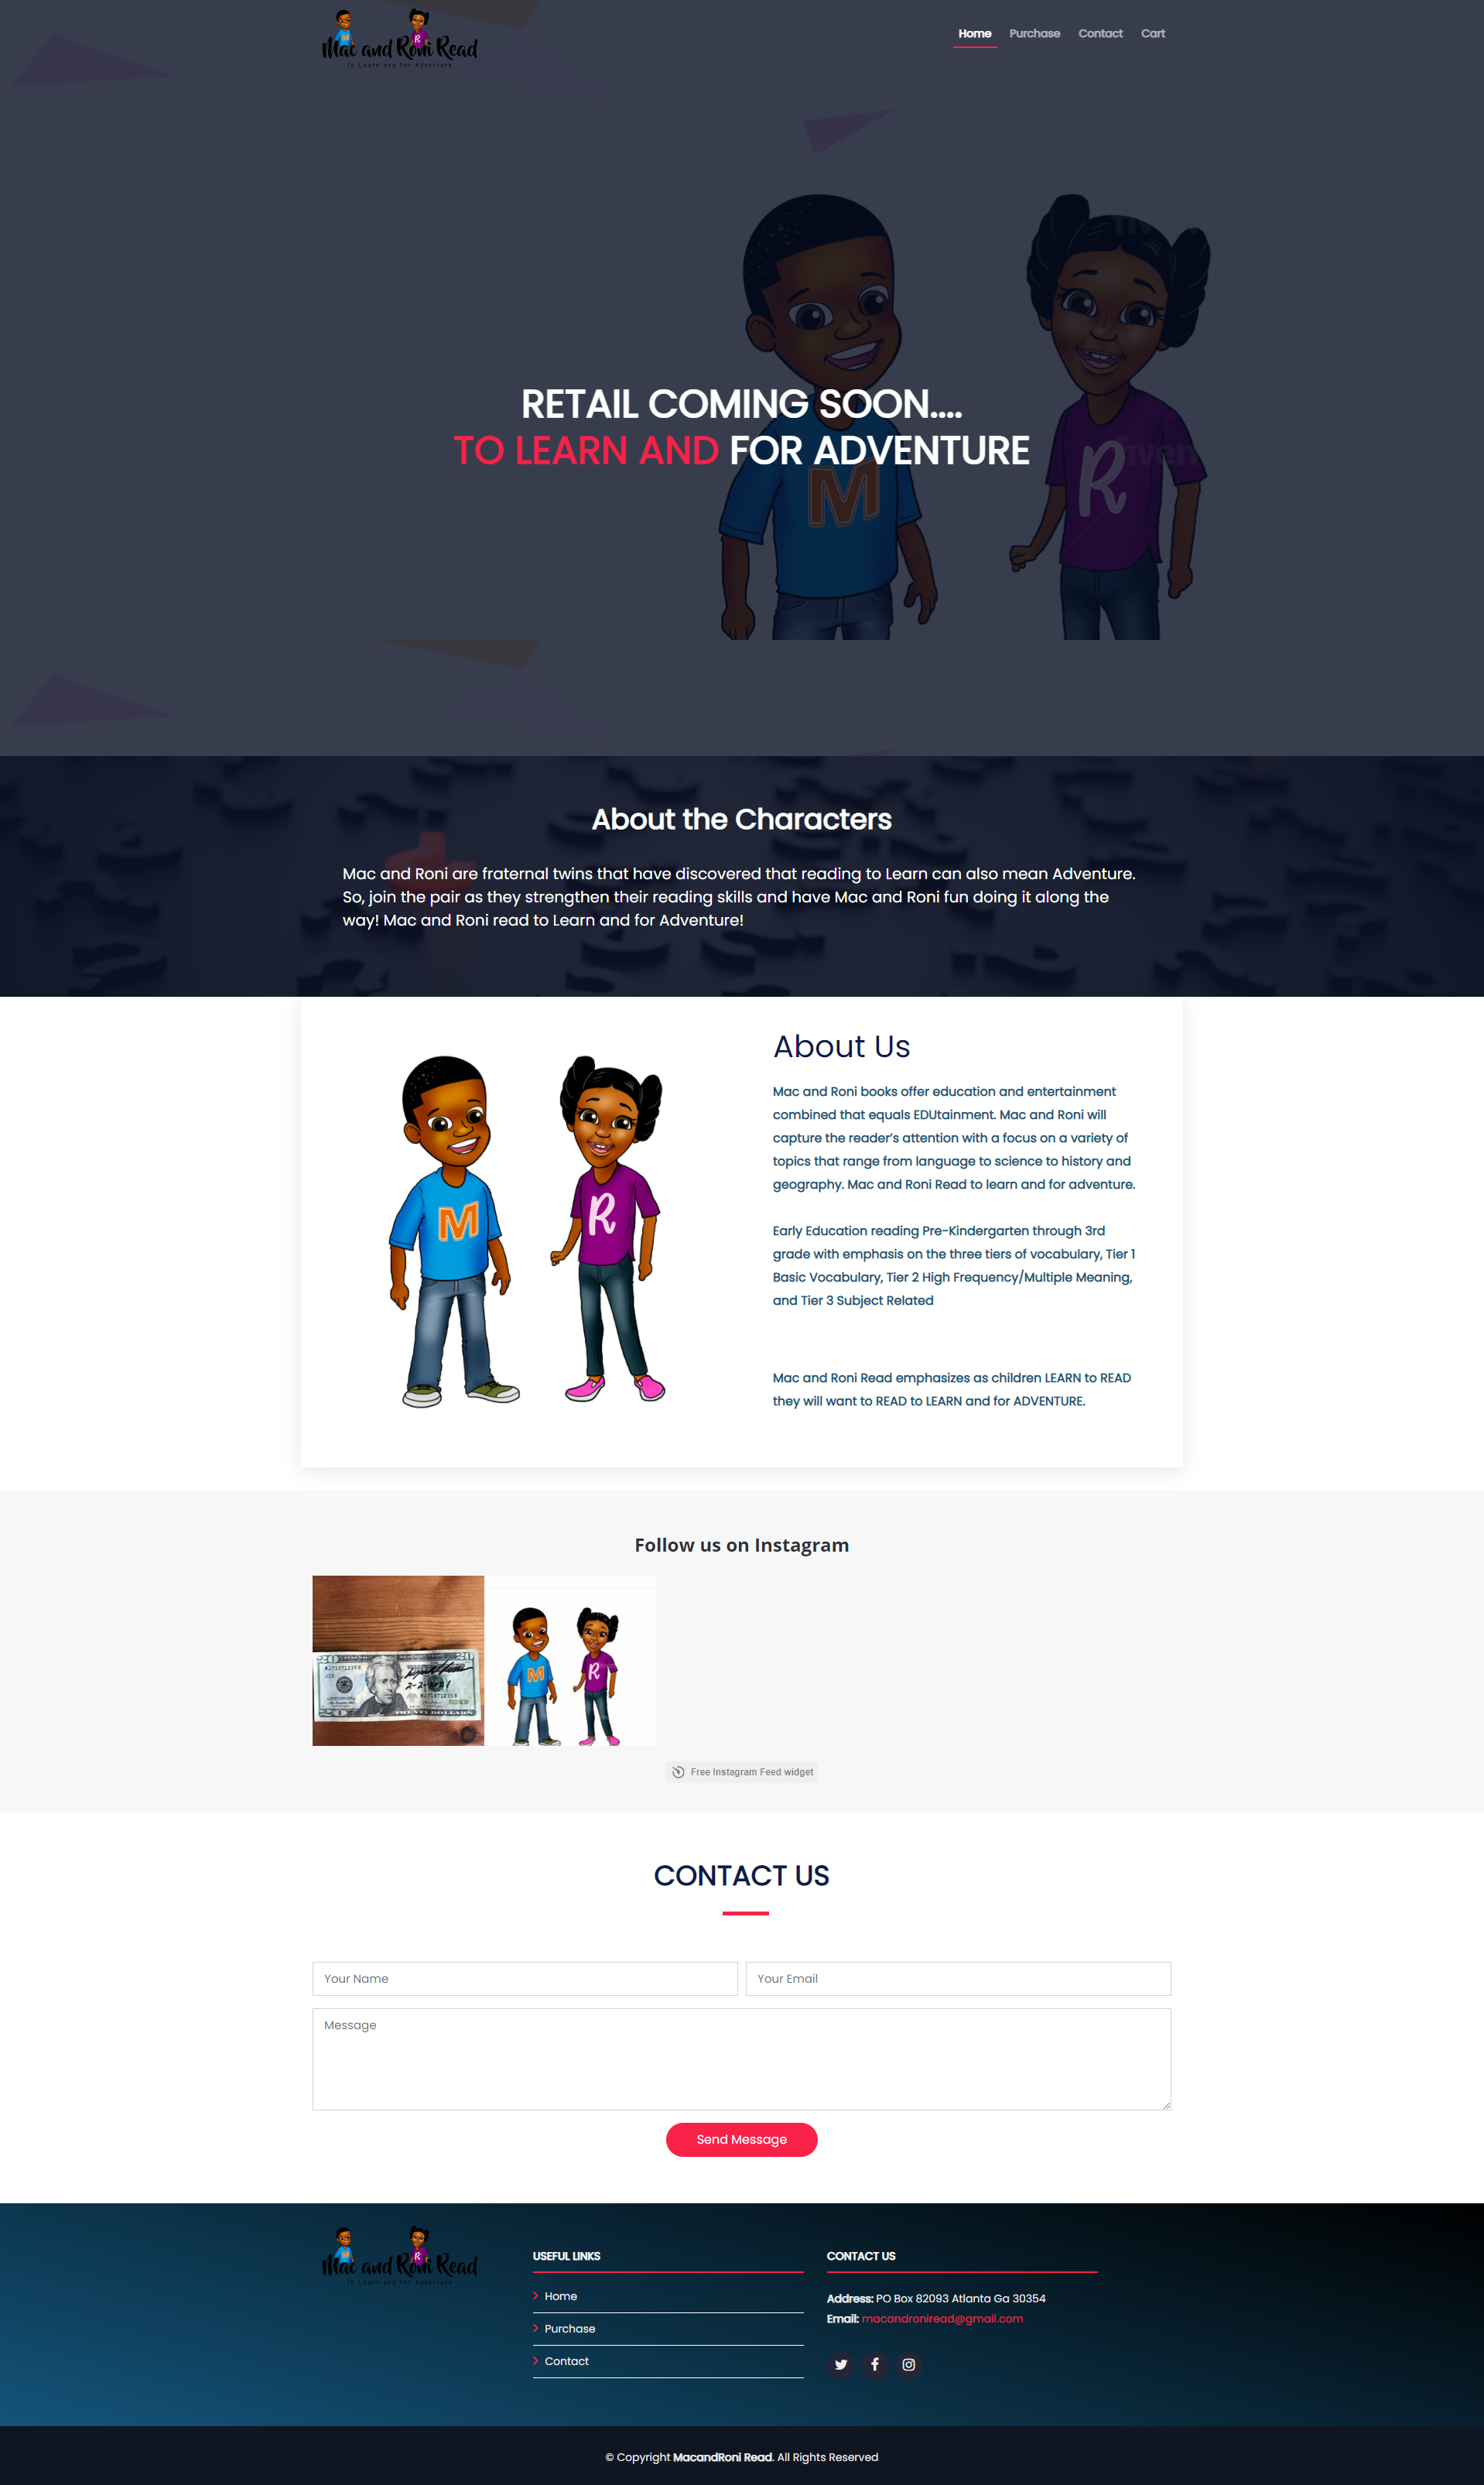 Mac and Roni Read
to Learn and for Adventure
Home
Purchase
Contact
Cart
RETAIL COMING SOON....
TO LEARN AND FOR ADVENTURE
M
R
About the Characters
Mac and Roni are fraternal twins that have discovered that reading to Learn can also mean Adventure.
So, join the pair as they strengthen their reading skills and have Mac and Roni fun doing it along the
way! Mac and Roni read to Learn and for Adventure!
M
R
About Us
Mac and Roni books offer education and entertainment
combined that equals EDUtainment. Mac and Roni will
capture the reader's attention with a focus on a variety of
topics that range from language to science to history and
geography. Mac and Roni Read to learn and for adventure.
Early Education reading Pre-Kindergarten through 3rd
grade with emphasis on the three tiers of vocabulary, Tier 1
Basic Vocabulary, Tier 2 High Frequency/Multiple Meaning,
and Tier 3 Subject Related
Mac and Roni Read emphasizes as children LEARN to READ
they will want to READ to LEARN and for ADVENTURE.
Follow us on Instagram
20
20
2-2-2021
TWENTY DOLLARS
M
R
Free Instagram Feed widget
CONTACT US
Your Name
Your Email
Message
Send Message
Mac and Roni Read
to Learn and for Adventure
USEFUL LINKS
Home
Purchase
Contact
CONTACT US
Address: PO Box 82093 Atlanta Ga 30354
Email: macandroniread@gmail.com
© Copyright MacandRoni Read. All Rights Reserved